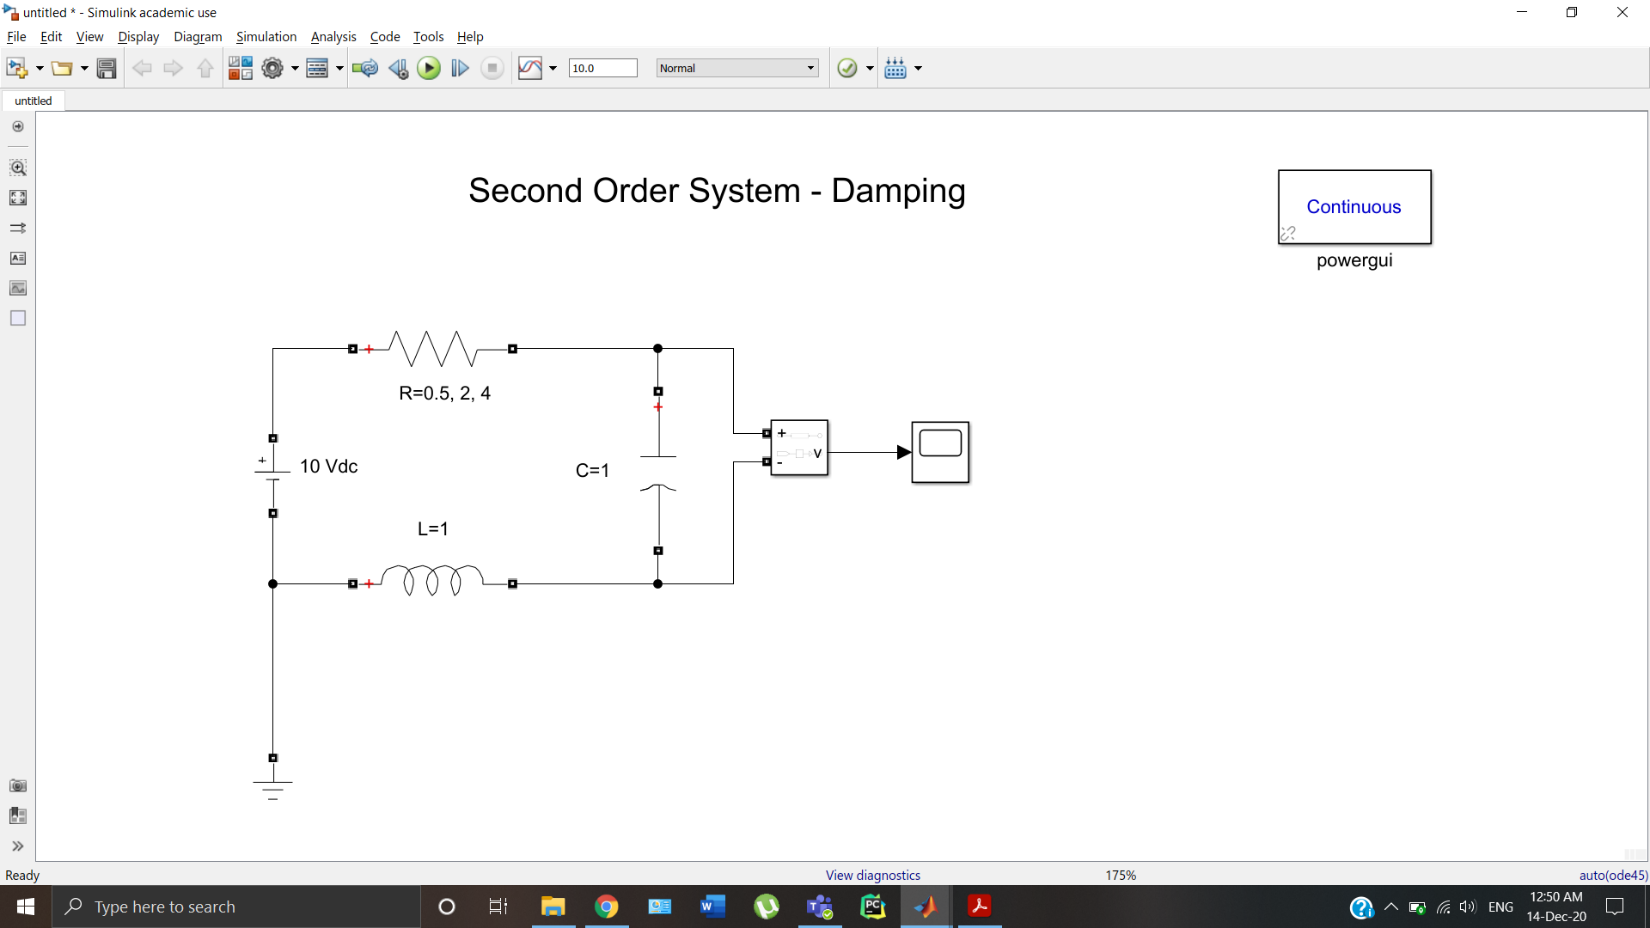 untitled * - Simulink academic use
File Edit View Display Diagram Simulation Analysis Code Tools Help
10.0 Normal
untitled
Second Order System - Damping
Continuous
powergui
R=0.5, 2, 4
+
10 Vdc
C=1
+
-
V
L=1
Ready View diagnostics 175% auto(ode45)
Type here to search
ENG
12:50 AM
14-Dec-20